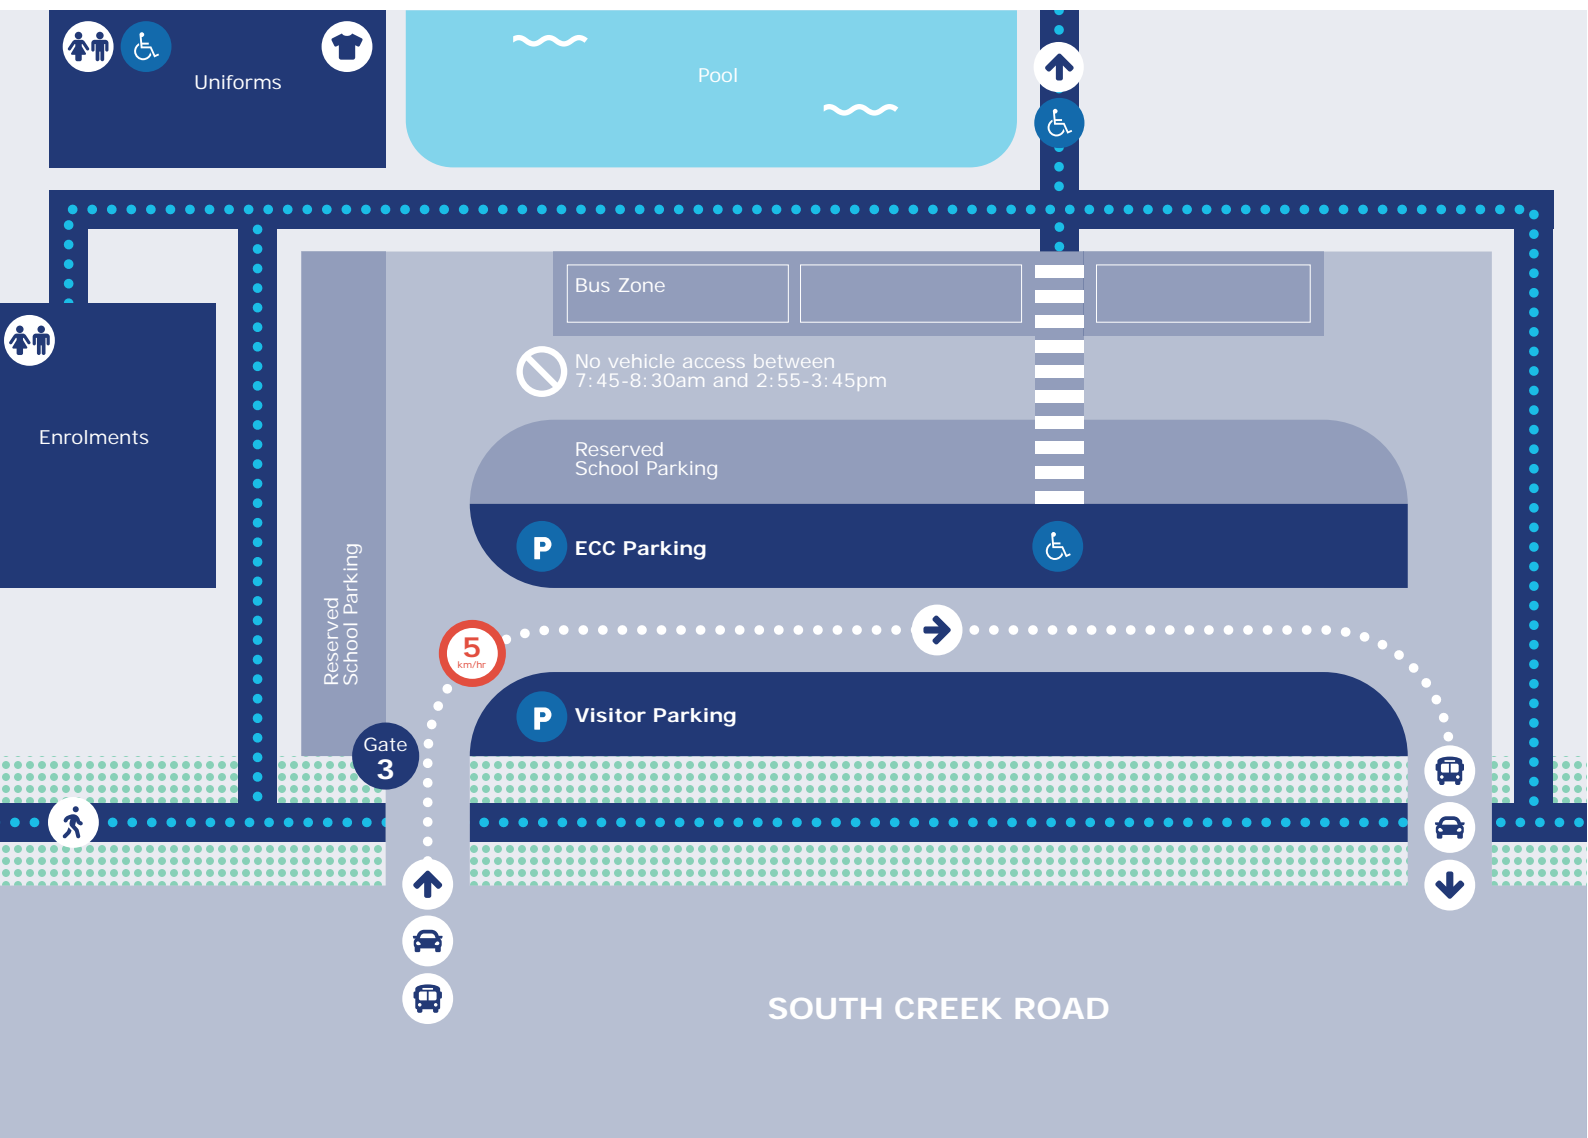 Uniforms
Pool
Bus Zone
No vehicle access between
7:45-8:30am and 2:55-3:45pm
Reserved
School Parking
Enrolments
P ECC Parking
Reserved
School Parking
5
km/hr
P Visitor Parking
Gate
3
SOUTH CREEK ROAD